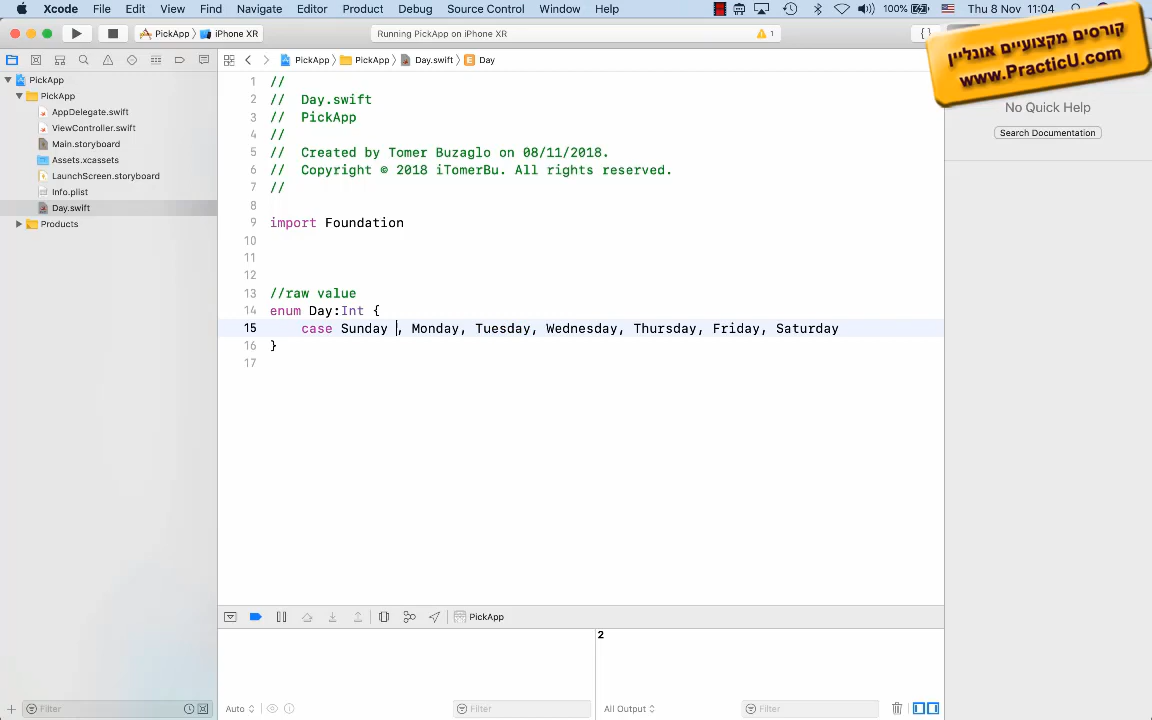 Xcode File Edit View Find Navigate Editor Product Debug Source Control Window Help 100% Thu 8 Nov 11:04
PickApp iPhone XR Running PickApp on iPhone XR 1 {}
קורסים מקצועיים אונליין
www.PracticU.com
PickApp PickApp Day.swift E Day
No Quick Help
Search Documentation
PickApp
PickApp
AppDelegate.swift
ViewController.swift
Main.storyboard
Assets.xcassets
LaunchScreen.storyboard
Info.plist
Day.swift
Products
1 //
2 // Day.swift
3 // PickApp
4 //
5 // Created by Tomer Buzaglo on 08/11/2018.
6 // Copyright © 2018 iTomerBu. All rights reserved.
7 //
8
9 import Foundation
10
11
12
13 //raw value
14 enum Day:Int {
15 case Sunday , Monday, Tuesday, Wednesday, Thursday, Friday, Saturday
16 }
17
PickApp
2
Filter
Auto Filter
All Output Filter